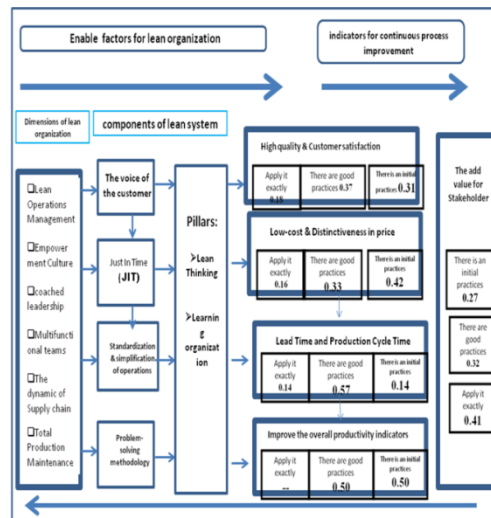 Enable factors for lean organization
indicators for continuous process
improvement
Dimensions of lean
organization
components of lean system
❑Lean
Operations
Management
❑Empower
ment Culture
❑coached
leadership
❑Multifuncti
onal teams
❑The
dynamic of
Supply chain
❑Total
Production
Maintenance
The voice of
the customer
Just In Time
(JIT)
Standardization
& simplification
of operations
Problem-
solving
methodology
Pillars:
➢Lean
Thinking
➢Learnin
g
organizat
ion
High quality & Customer satisfaction
Apply it
exactly
0.18
There are good
practices 0.37
There is an initial
practices 0.31
Low-cost & Distinctiveness in price
Apply it
exactly
0.16
There are good
practices
0.33
There is an initial
practices
0.42
Lead Time and Production Cycle Time
Apply it
exactly
0.14
There are good
practices
0.57
There is an initial
practices
0.14
Improve the overall productivity indicators
Apply it
exactly
--
There are good
practices
0.50
There is an initial
practices
0.50
The add
value for
Stakeholder
There is an
initial
practices
0.27
There are
good
practices
0.32
Apply it
exactly
0.41